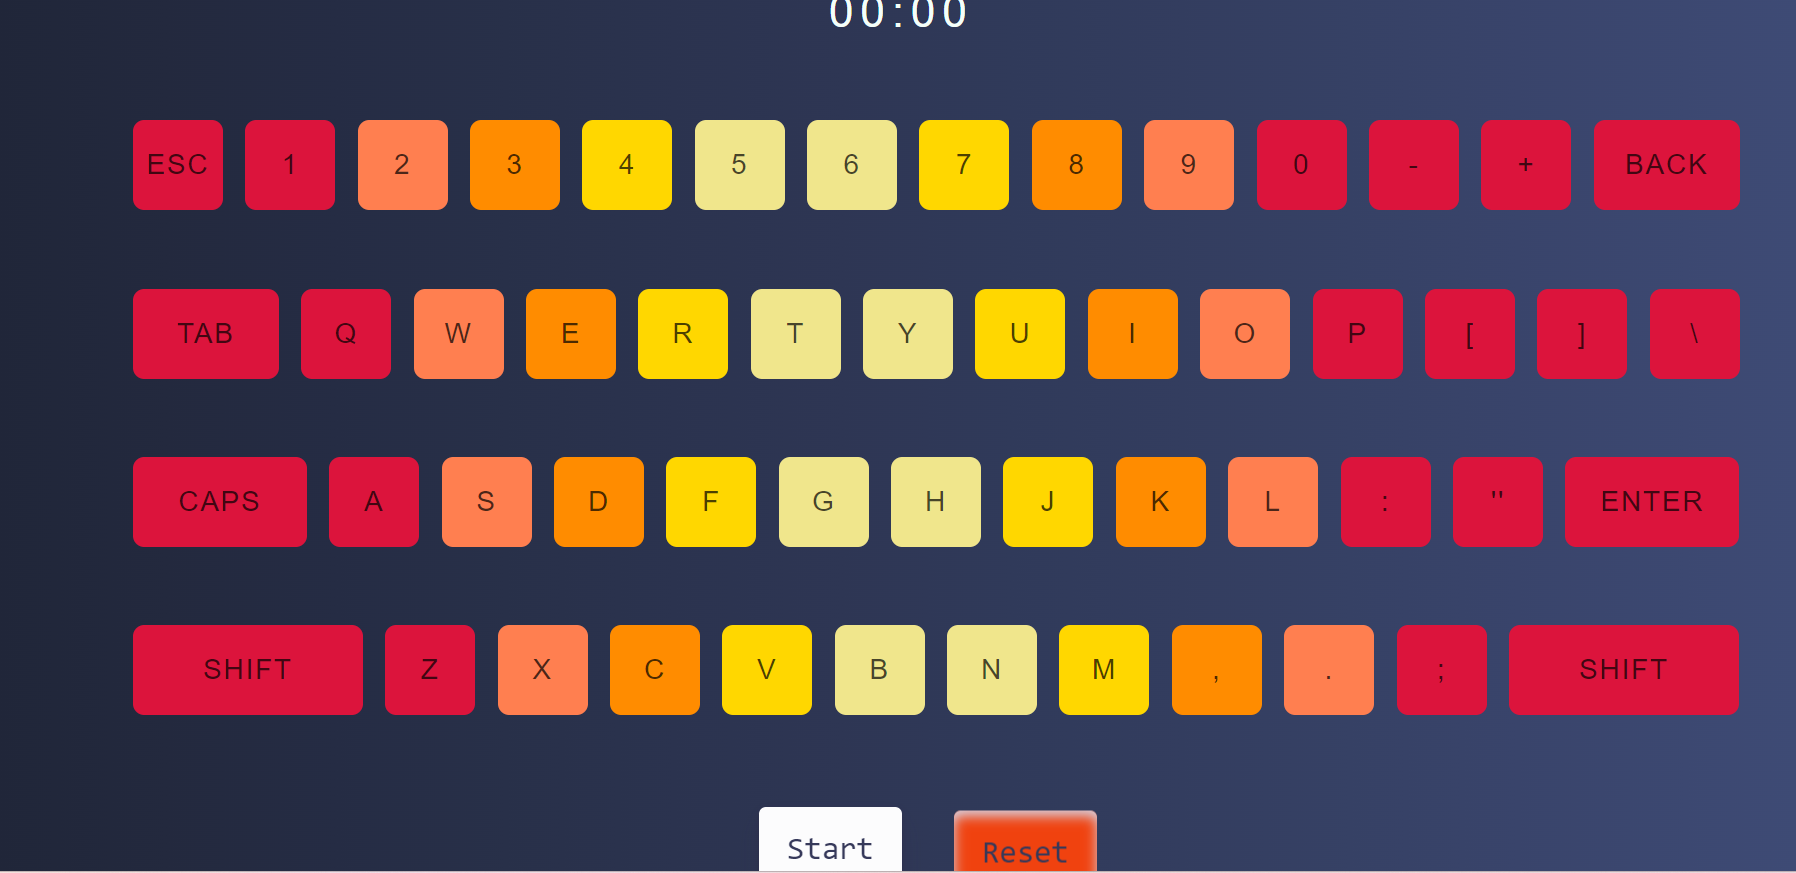 00:00
ESC 1 2 3 4 5 6 7 8 9 0 - + BACK
TAB Q W E R T Y U I O P [ ] \
CAPS A S D F G H J K L : '' ENTER
SHIFT Z X C V B N M , . ; SHIFT
Start Reset